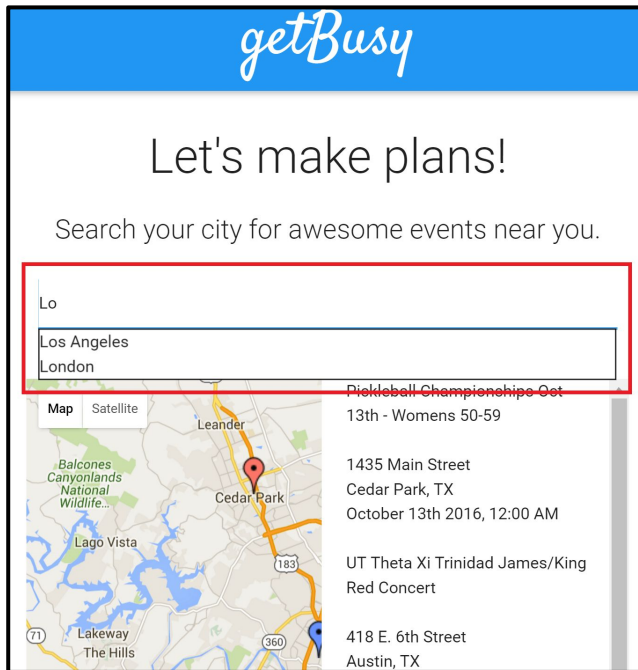 getBusy
Let's make plans!
Search your city for awesome events near you.
Lo
Los Angeles
London
Map
Satellite
Leander
Balcones
Canyonlands
National
Wildlife...
Cedar Park
Lago Vista
183
71
Lakeway
The Hills
360
Pickleball Championships Oct
13th - Womens 50-59
1435 Main Street
Cedar Park, TX
October 13th 2016, 12:00 AM
UT Theta Xi Trinidad James/King
Red Concert
418 E. 6th Street
Austin, TX